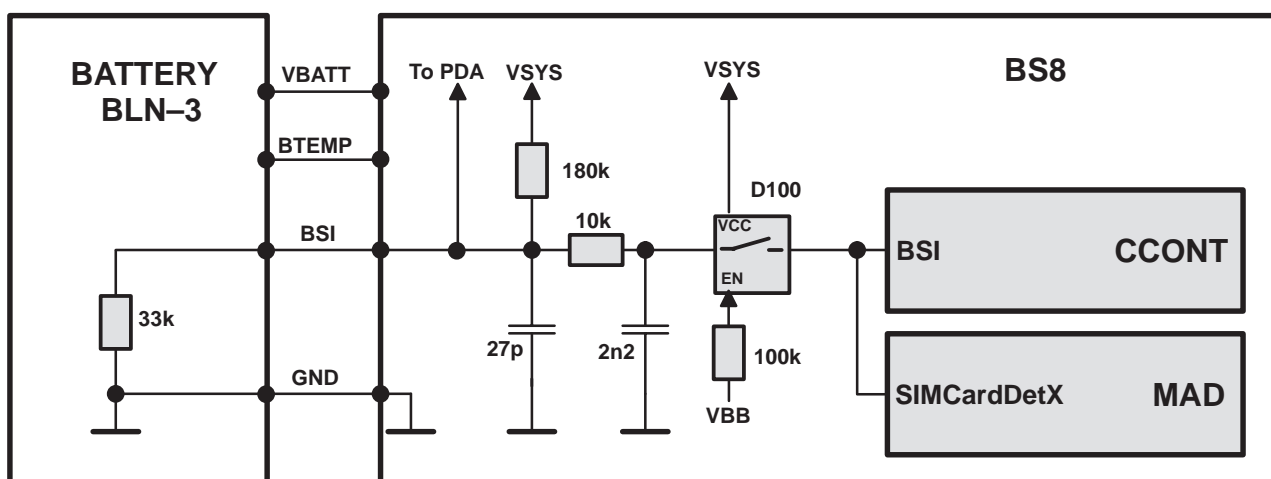 BATTERY
BLN–3
VBATT
BTEMP
BSI
GND
33k
BS8
To PDA
VSYS
VSYS
180k
10k
27p
2n2
D100
VCC
EN
100k
VBB
BSI
CCONT
SIMCardDetX
MAD